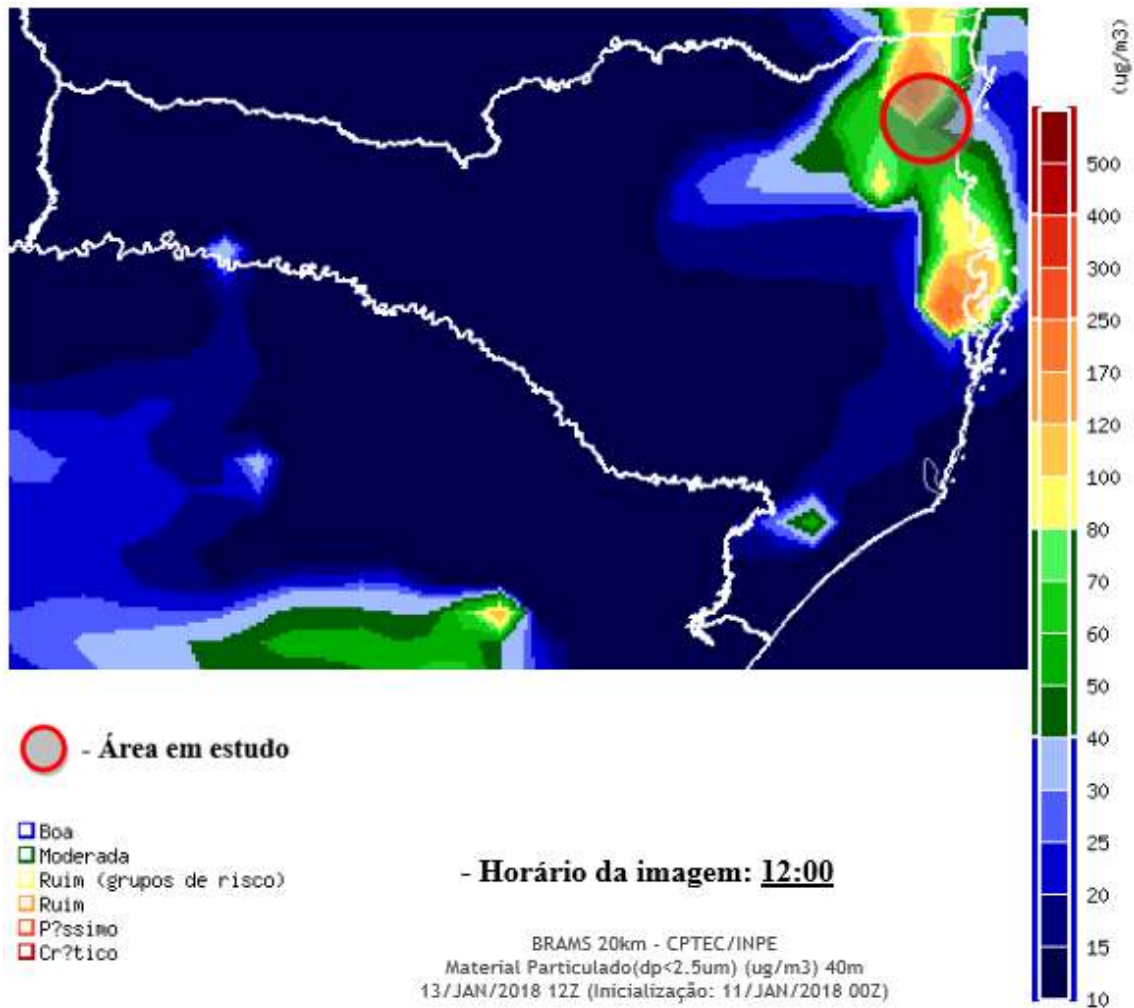 (ug/m3)
500
400
300
250
170
120
100
80
70
60
50
40
30
25
20
15
10
- Área em estudo
Boa
Moderada
Ruim (grupos de risco)
Ruim
P?ssimo
Cr?tico
- Horário da imagem: 12:00
BRAMS 20km - CPTEC/INPE
Material Particulado(dp<2.5um) (ug/m3) 40m
13/JAN/2018 12Z (Inicialização: 11/JAN/2018 00Z)